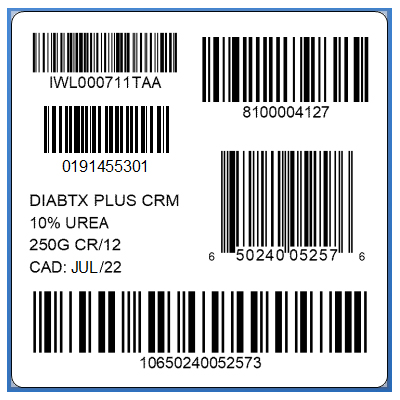 IWL000711TAA
8100004127
0191455301
DIABTX PLUS CRM
10% UREA
250G CR/12
CAD: JUL/22
6 50240 05257 6
10650240052573